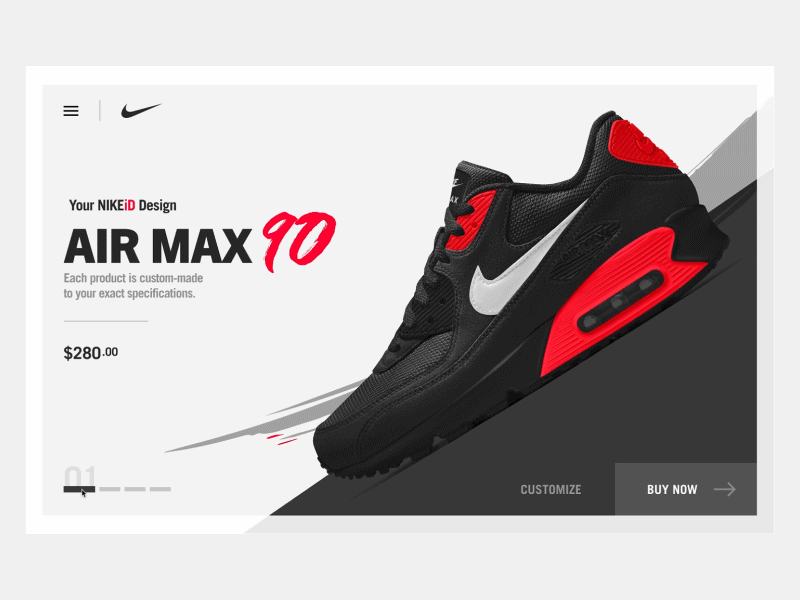 Your NIKEiD Design
AIR MAX 90
Each product is custom-made
to your exact specifications.
$280.00
01
CUSTOMIZE
BUY NOW